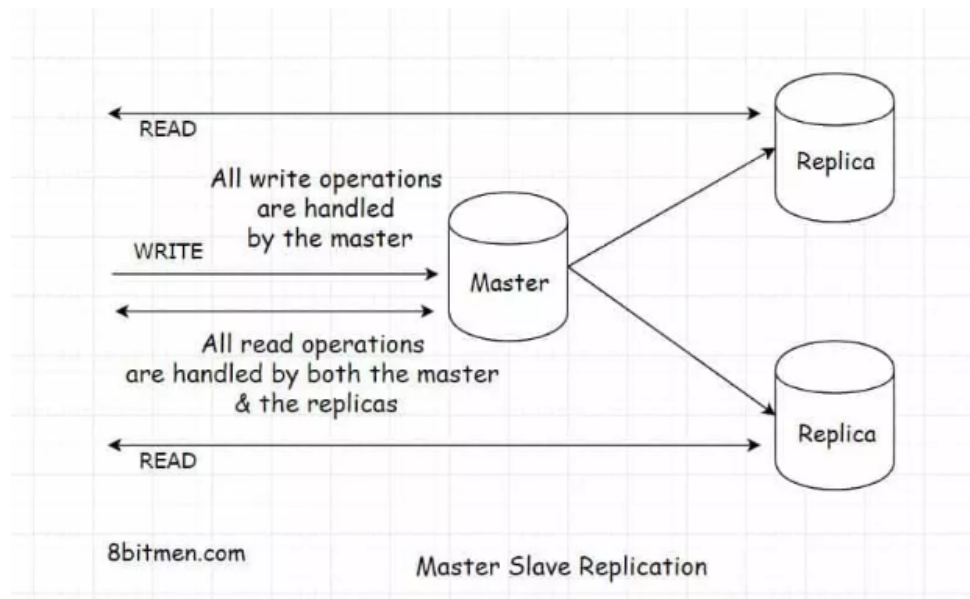 READ
Replica
All write operations
are handled
by the master
WRITE
Master
All read operations
are handled by both the master
& the replicas
Replica
READ
8bitmen.com
Master Slave Replication